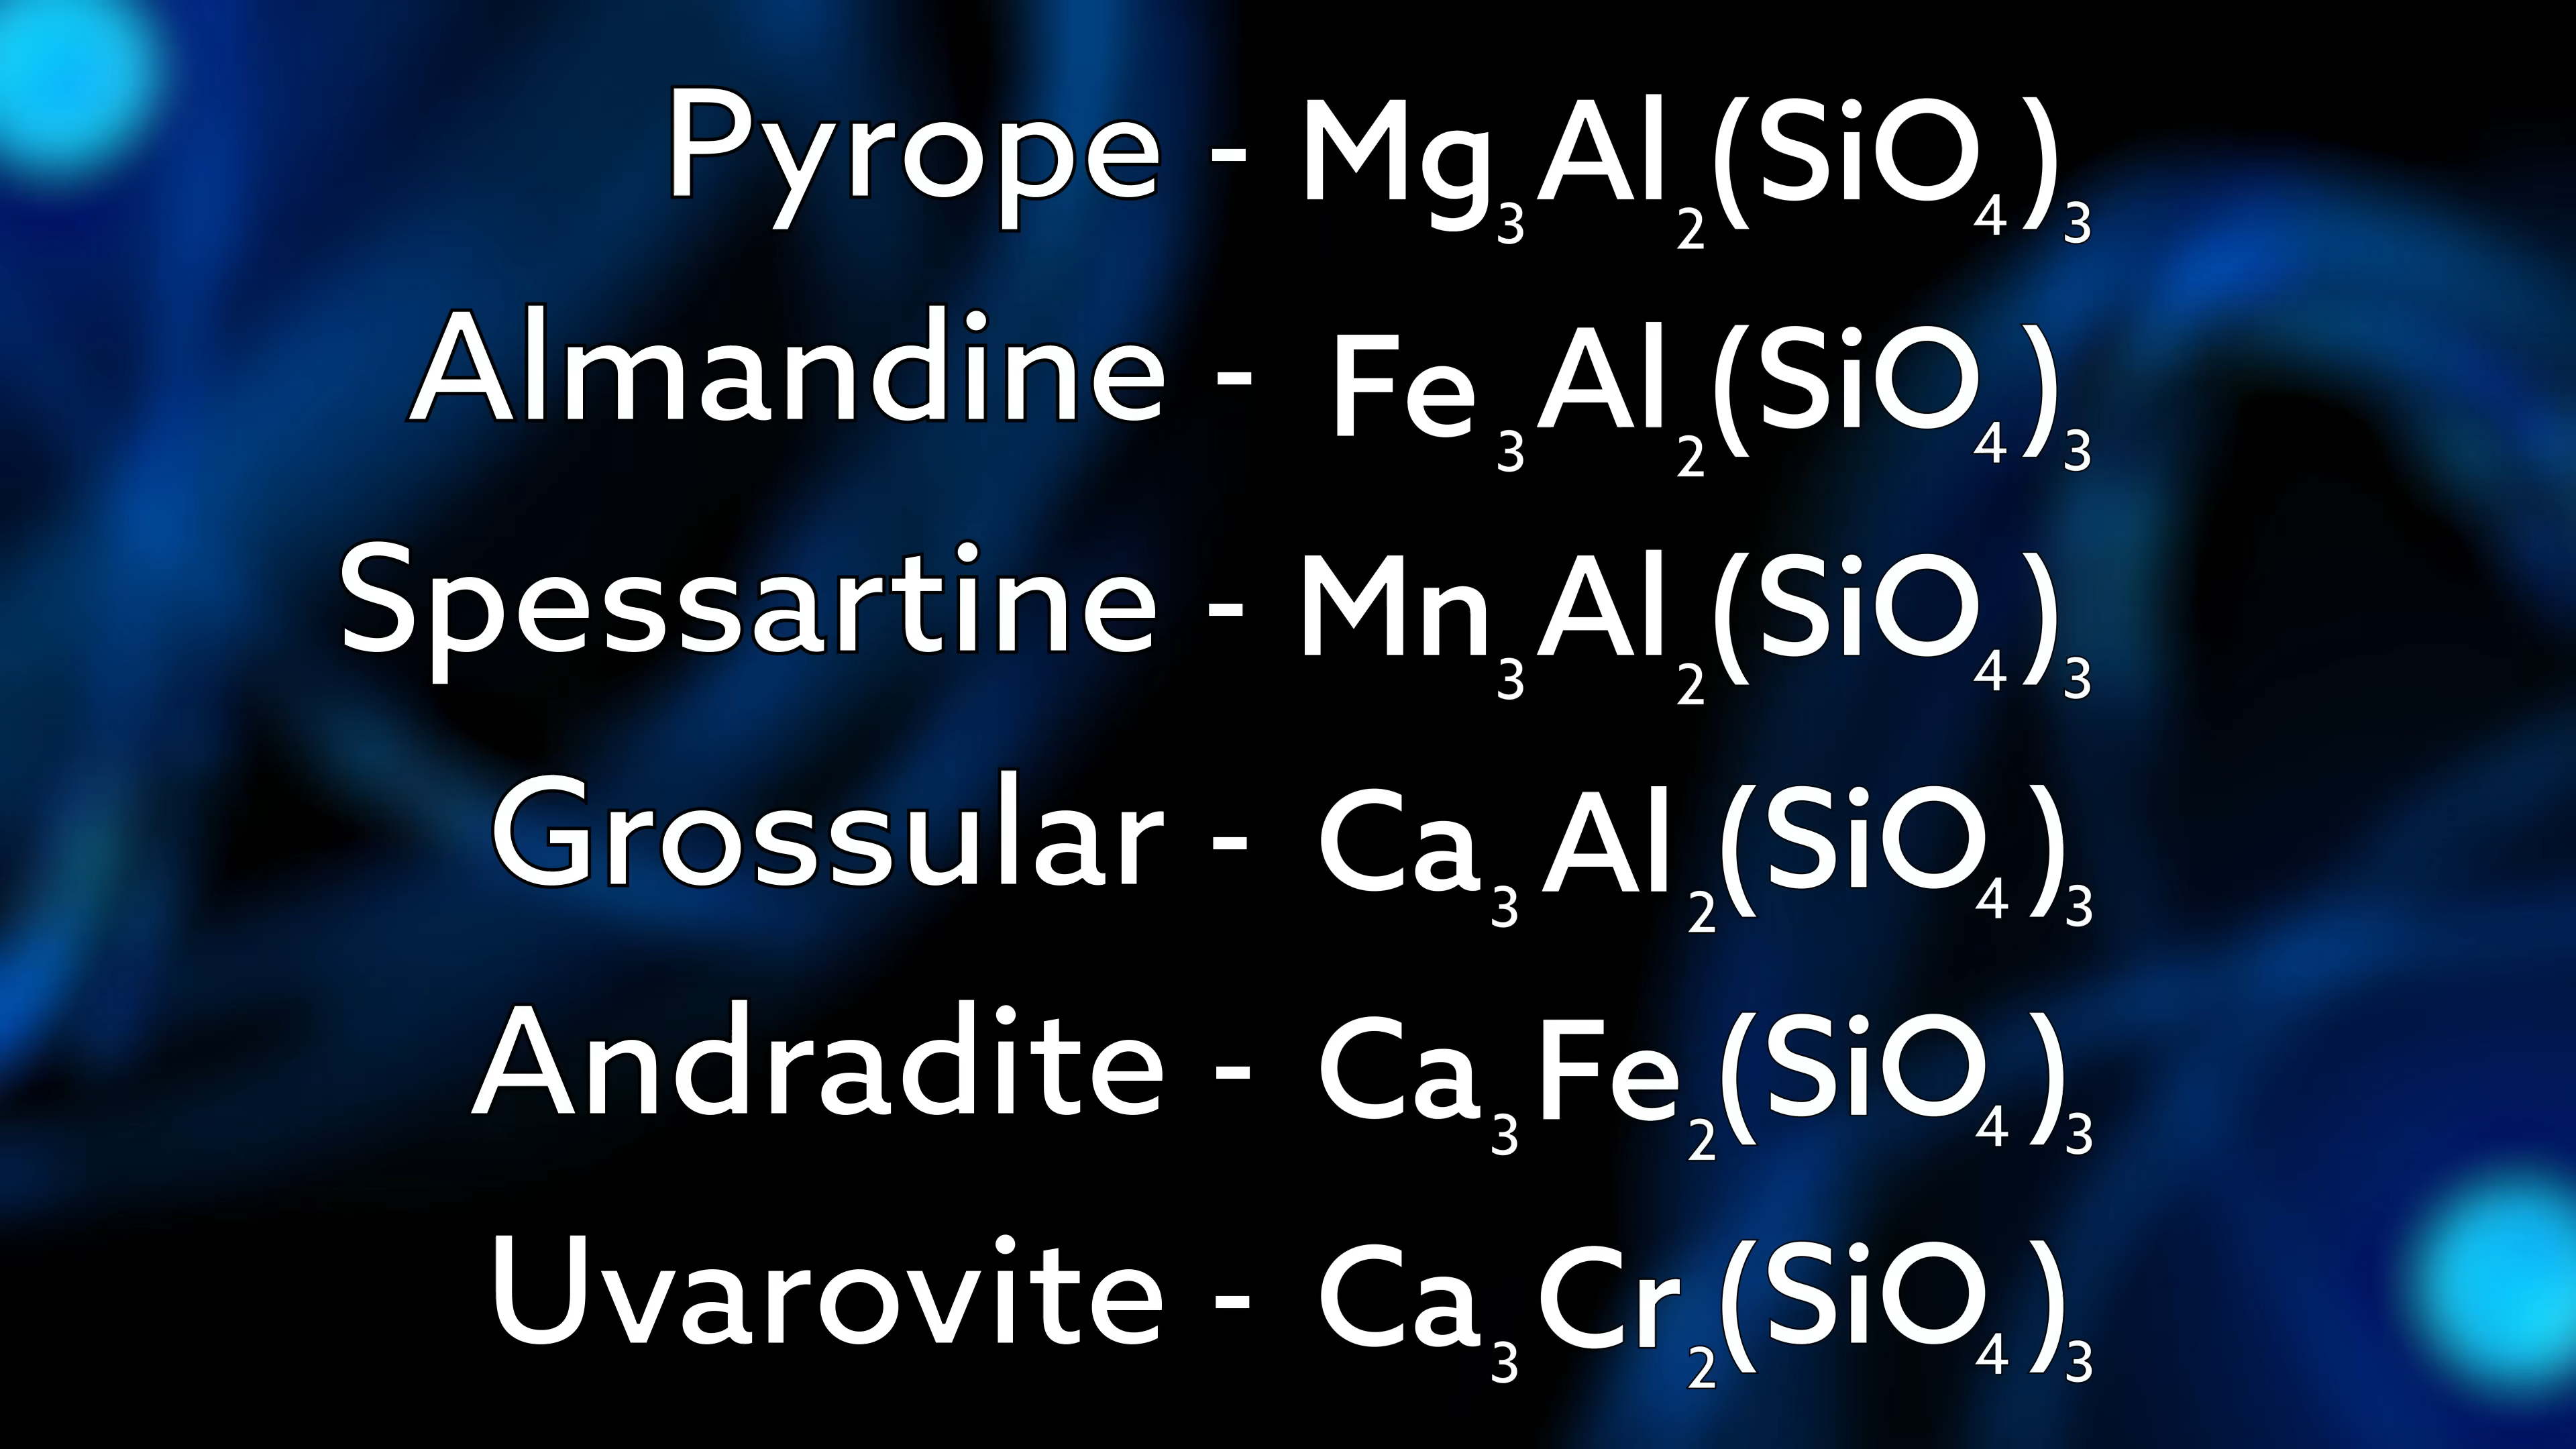 Pyrope - Mg₃Al₂(SiO₄)₃
Almandine - Fe₃Al₂(SiO₄)₃
Spessartine - Mn₃Al₂(SiO₄)₃
Grossular - Ca₃Al₂(SiO₄)₃
Andradite - Ca₃Fe₂(SiO₄)₃
Uvarovite - Ca₃Cr₂(SiO₄)₃